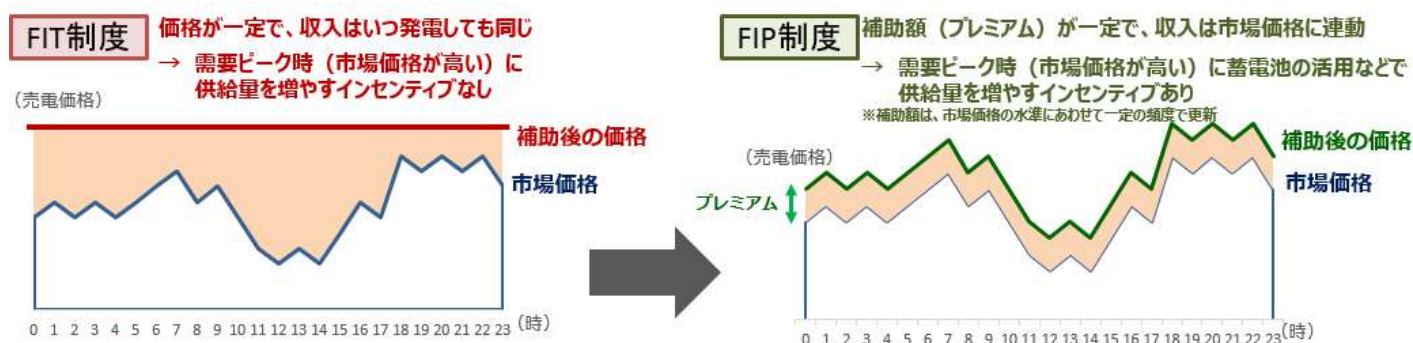 FIT制度
価格が一定で、収入はいつ発電しても同じ
→ 需要ピーク時（市場価格が高い）に
供給量を増やすインセンティブなし
（売電価格）
補助後の価格
市場価格
0 1 2 3 4 5 6 7 8 9 10 11 12 13 14 15 16 17 18 19 20 21 22 23（時）
FIP制度
補助額（プレミアム）が一定で、収入は市場価格に連動
→ 需要ピーク時（市場価格が高い）に蓄電池の活用などで
供給量を増やすインセンティブあり
※補助額は、市場価格の水準にあわせて一定の頻度で更新
（売電価格）
補助後の価格
市場価格
プレミアム
0 1 2 3 4 5 6 7 8 9 10 11 12 13 14 15 16 17 18 19 20 21 22 23（時）